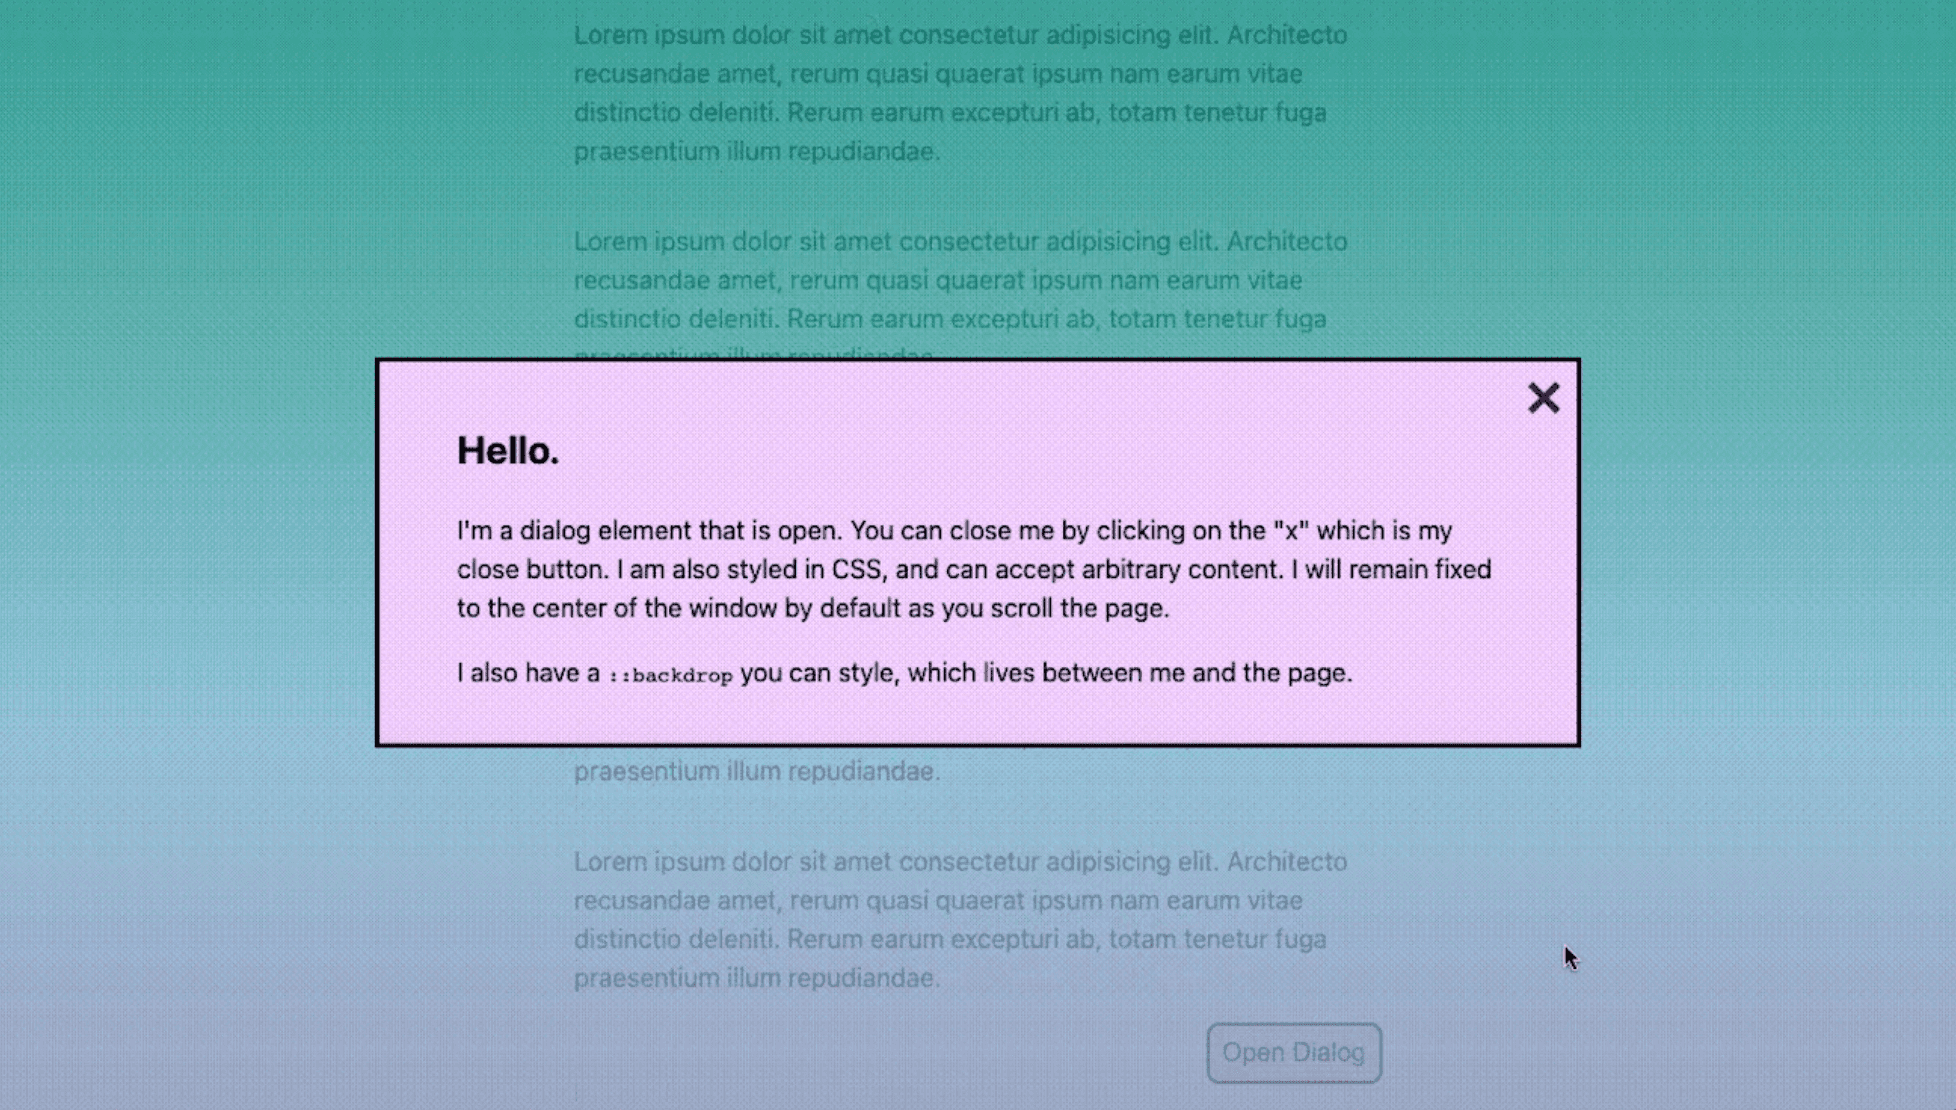 Lorem ipsum dolor sit amet consectetur adipisicing elit. Architecto
recusandae amet, rerum quasi quaerat ipsum nam earum vitae
distinctio deleniti. Rerum earum excepturi ab, totam tenetur fuga
praesentium illum repudiandae.
Lorem ipsum dolor sit amet consectetur adipisicing elit. Architecto
recusandae amet, rerum quasi quaerat ipsum nam earum vitae
distinctio deleniti. Rerum earum excepturi ab, totam tenetur fuga
praesentium illum repudiandae.
Hello.
I'm a dialog element that is open. You can close me by clicking on the "x" which is my
close button. I am also styled in CSS, and can accept arbitrary content. I will remain fixed
to the center of the window by default as you scroll the page.
I also have a ::backdrop you can style, which lives between me and the page.
praesentium illum repudiandae.
Lorem ipsum dolor sit amet consectetur adipisicing elit. Architecto
recusandae amet, rerum quasi quaerat ipsum nam earum vitae
distinctio deleniti. Rerum earum excepturi ab, totam tenetur fuga
praesentium illum repudiandae.
Open Dialog